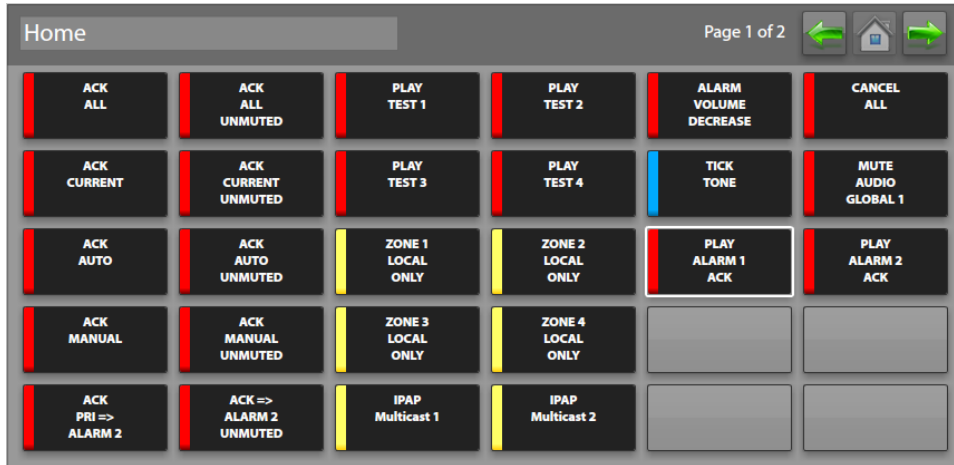 Home
Page 1 of 2
ACK
ALL
ACK
ALL
UNMUTED
PLAY
TEST 1
PLAY
TEST 2
ALARM
VOLUME
DECREASE
CANCEL
ALL
ACK
CURRENT
ACK
CURRENT
UNMUTED
PLAY
TEST 3
PLAY
TEST 4
TICK
TONE
MUTE
AUDIO
GLOBAL 1
ACK
AUTO
ACK
AUTO
UNMUTED
ZONE 1
LOCAL
ONLY
ZONE 2
LOCAL
ONLY
PLAY
ALARM 1
ACK
PLAY
ALARM 2
ACK
ACK
MANUAL
ACK
MANUAL
UNMUTED
ZONE 3
LOCAL
ONLY
ZONE 4
LOCAL
ONLY
ACK
PRI =>
ALARM 2
ACK =>
ALARM 2
UNMUTED
IPAP
Multicast 1
IPAP
Multicast 2